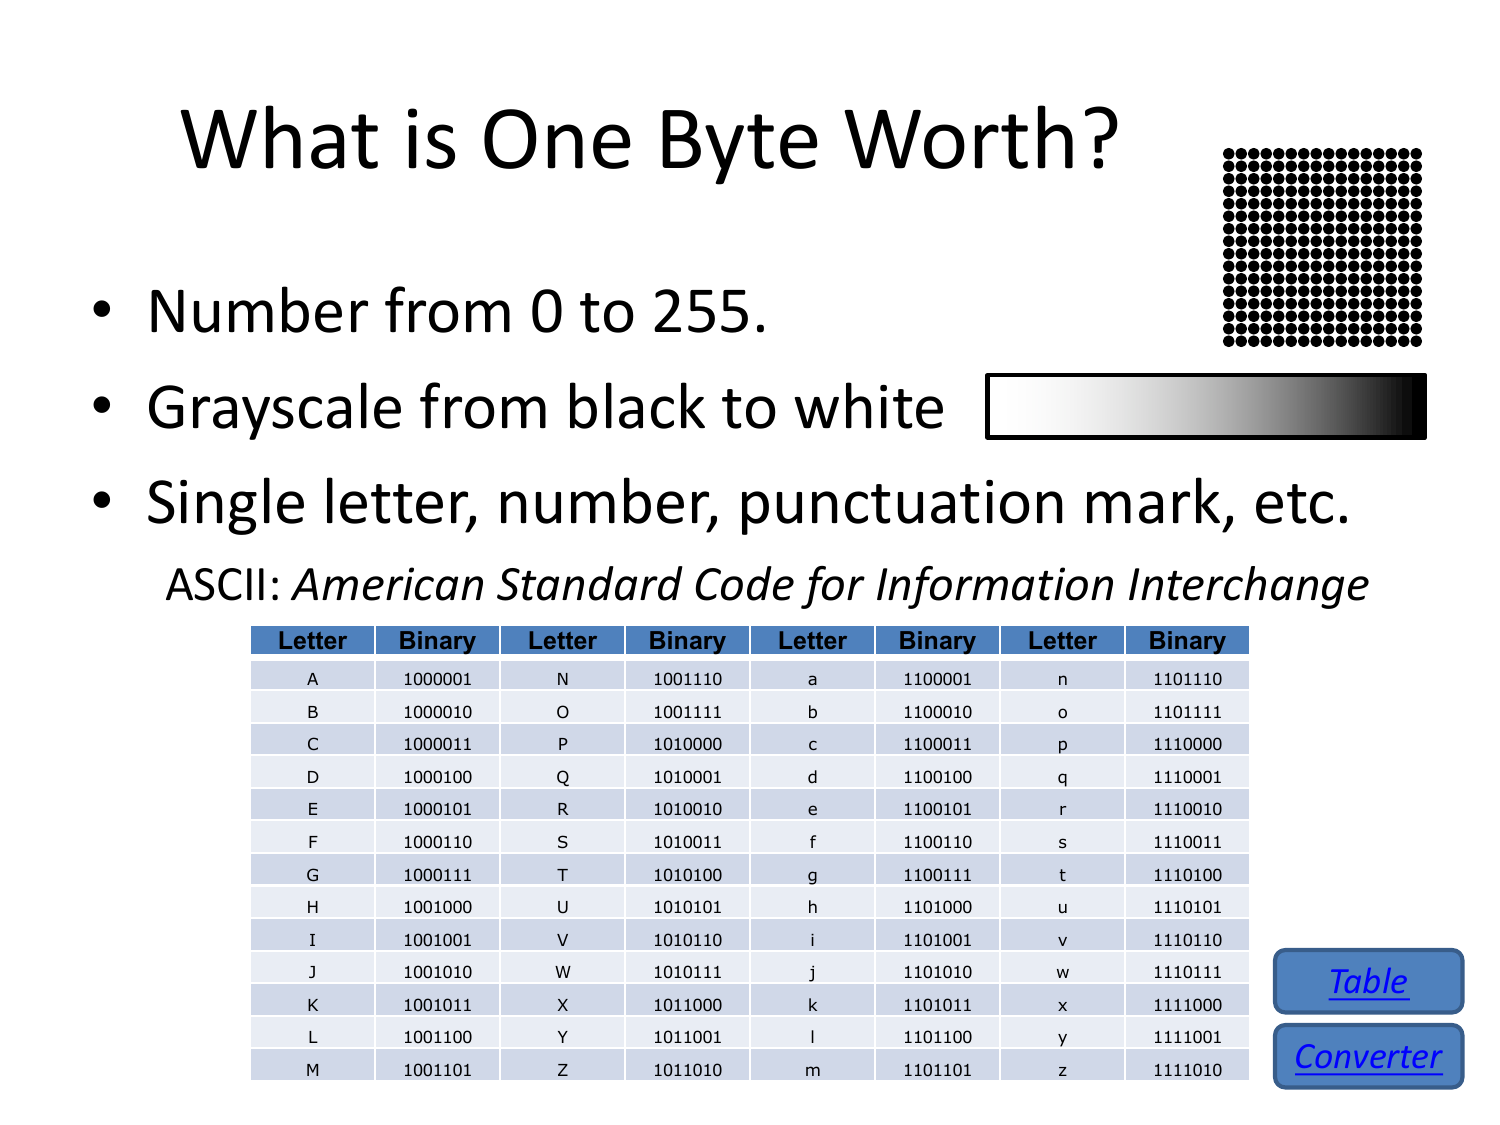 What is One Byte Worth?
• Number from 0 to 255.
• Grayscale from black to white
• Single letter, number, punctuation mark, etc.
ASCII: American Standard Code for Information Interchange
Letter Binary Letter Binary Letter Binary Letter Binary
A 1000001 N 1001110 a 1100001 n 1101110
B 1000010 O 1001111 b 1100010 o 1101111
C 1000011 P 1010000 c 1100011 p 1110000
D 1000100 Q 1010001 d 1100100 q 1110001
E 1000101 R 1010010 e 1100101 r 1110010
F 1000110 S 1010011 f 1100110 s 1110011
G 1000111 T 1010100 g 1100111 t 1110100
H 1001000 U 1010101 h 1101000 u 1110101
I 1001001 V 1010110 i 1101001 v 1110110
J 1001010 W 1010111 j 1101010 w 1110111
K 1001011 X 1011000 k 1101011 x 1111000
L 1001100 Y 1011001 l 1101100 y 1111001
M 1001101 Z 1011010 m 1101101 z 1111010
Table
Converter